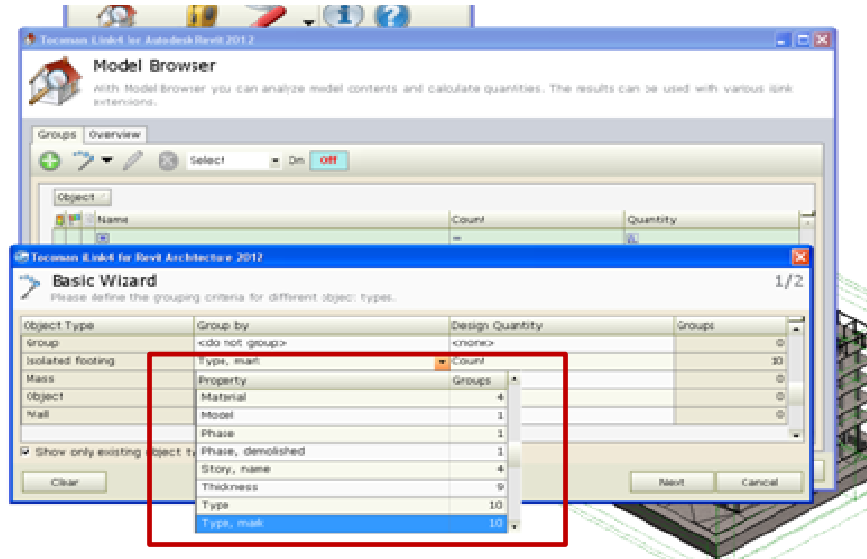 Tocoman iLink4 for Autodesk Revit 2012
Model Browser
With Model Browser you can analyze model contents and calculate quantities. The results can be used with various ilink
extensions.
Groups Overview
Select On Off
Object
Name Count Quantity
=
Tocoman iLink4 for Revit Architecture 2012
Basic Wizard 1/2
Please define the grouping criteria for different object types.
Object Type Group by Design Quantity Groups
Group <do not group> <none> 0
Isolated footing Type, mark Count 10
Mass Property Groups 0
Object Material 4 0
Wall Model 1 0
Phase 1
Show only existing object ty Phase, demolished 1
Story, name 4
Clear Thickness 9 Next Cancel
Type 10
Type, mark 10